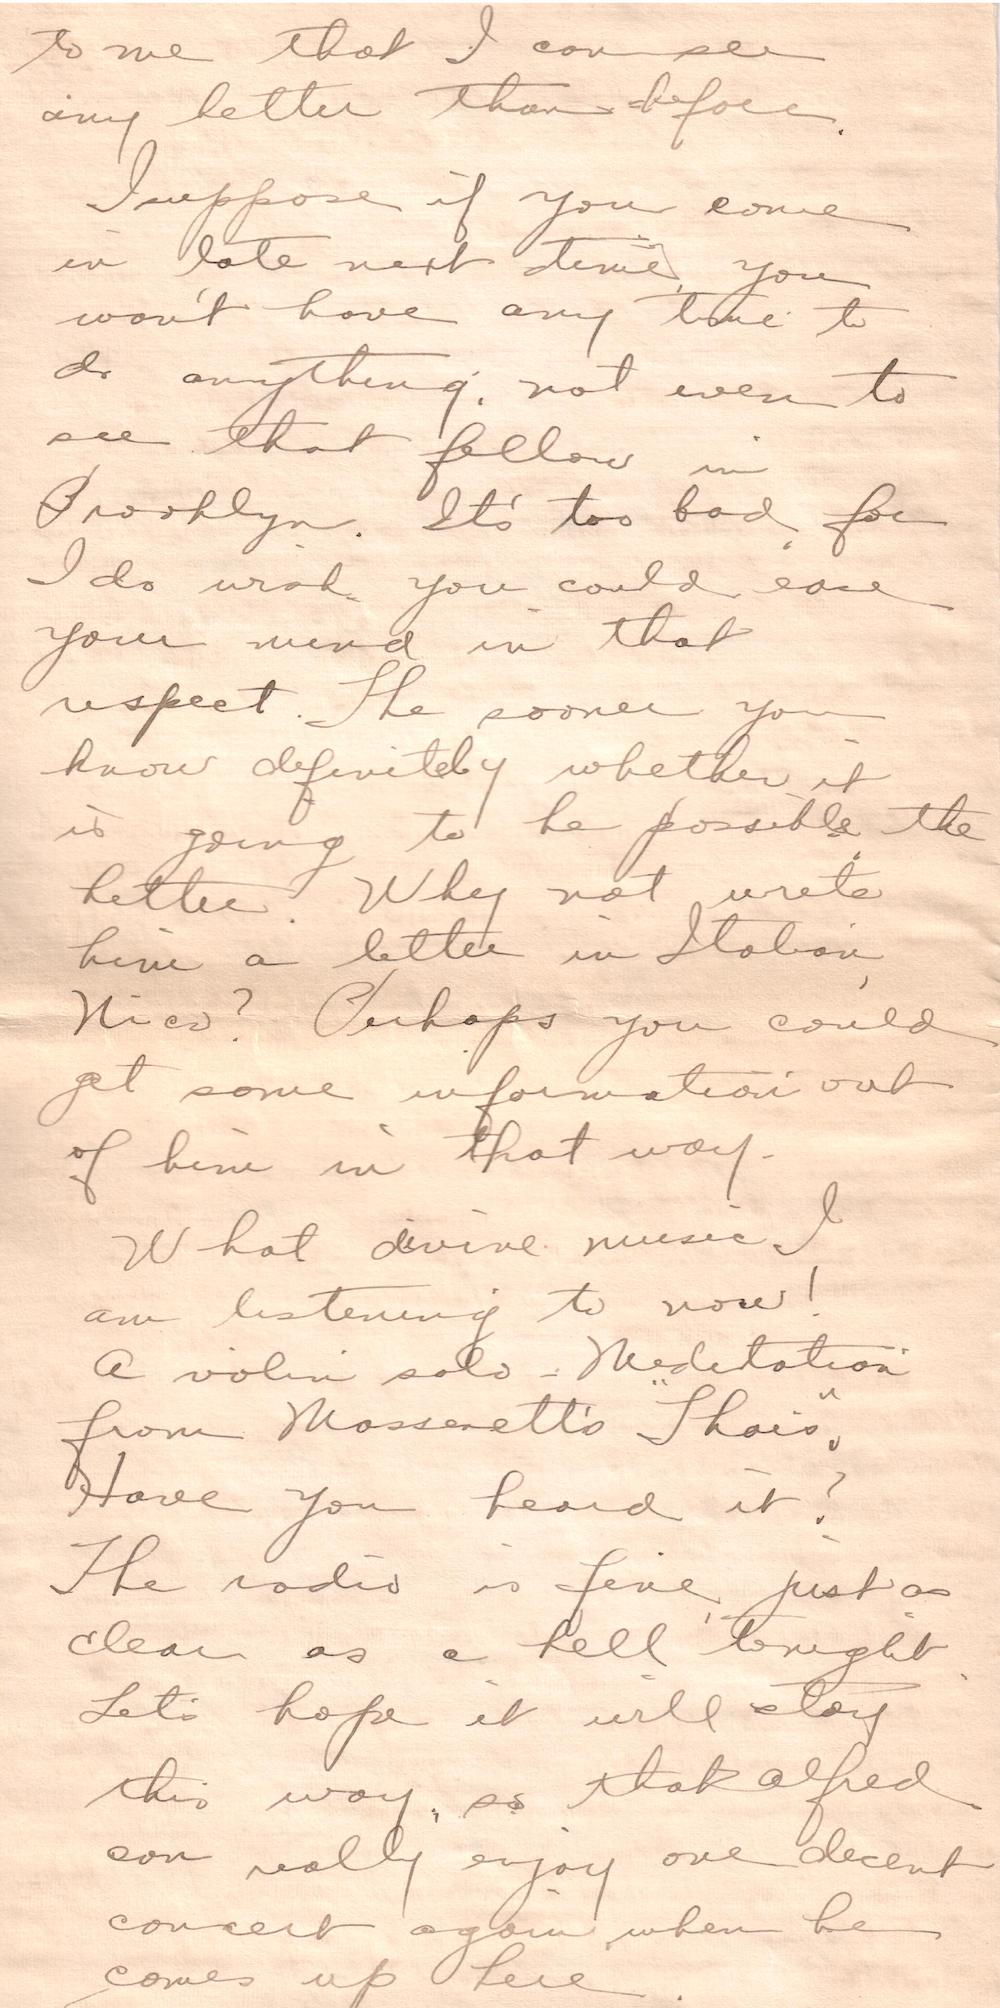 to me that I can see
any better than before.
I suppose if you come
in late next time, you
won't have any time to
do anything, not even to
see that fellow in
Brooklyn. It's too bad, for
I do wish you could ease
your mind in that
respect. The sooner you
know definitely whether it
is going to be possible, the
better. Why not write
him a letter in Italian,
Nico? Perhaps you could
get some information out
of him in that way.
What divine music I
am listening to now!
A violin solo - Meditation
from Massenett's "Thais".
Have you heard it?
The radio is fine, just as
clear as a bell tonight.
Let's hope it will stay
this way, so that Alfred
can really enjoy one decent
concert again when he
comes up here.